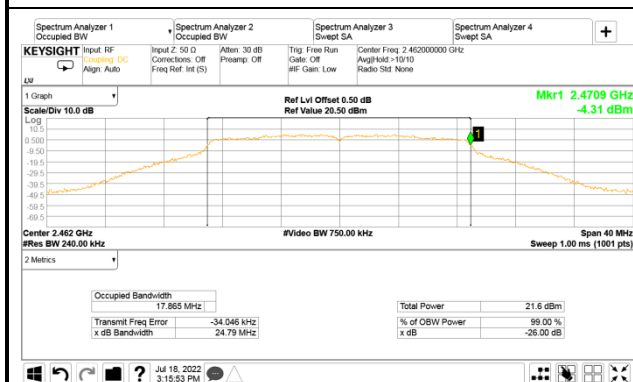 Spectrum Analyzer 1
Occupied BW
Spectrum Analyzer 2
Occupied BW
Spectrum Analyzer 3
Swept SA
Spectrum Analyzer 4
Swept SA
KEYSIGHT
Input: RF
Coupling: DC
Align: Auto
Input Z: 50 Ω
Corrections: Off
Freq Ref: Int (S)
Atten: 30 dB
Preamp: Off
Trig: Free Run
Gate: Off
#IF Gain: Low
Center Freq: 2.462000000 GHz
Avg|Hold:>10/10
Radio Std: None
1 Graph
Scale/Div 10.0 dB
Ref Lvl Offset 0.50 dB
Ref Value 20.50 dBm
Mkr1 2.4709 GHz
-4.31 dBm
Log
10.5
0.500
-9.50
-19.5
-29.5
-39.5
-49.5
-59.5
-69.5
1
Center 2.462 GHz
#Video BW 750.00 kHz
Span 40 MHz
#Res BW 240.00 kHz
Sweep 1.00 ms (1001 pts)
2 Metrics
Occupied Bandwidth
17.865 MHz
Total Power 21.6 dBm
Transmit Freq Error -34.046 kHz
% of OBW Power 99.00 %
x dB Bandwidth 24.79 MHz
x dB -26.00 dB
?
Jul 18, 2022
3:15:53 PM